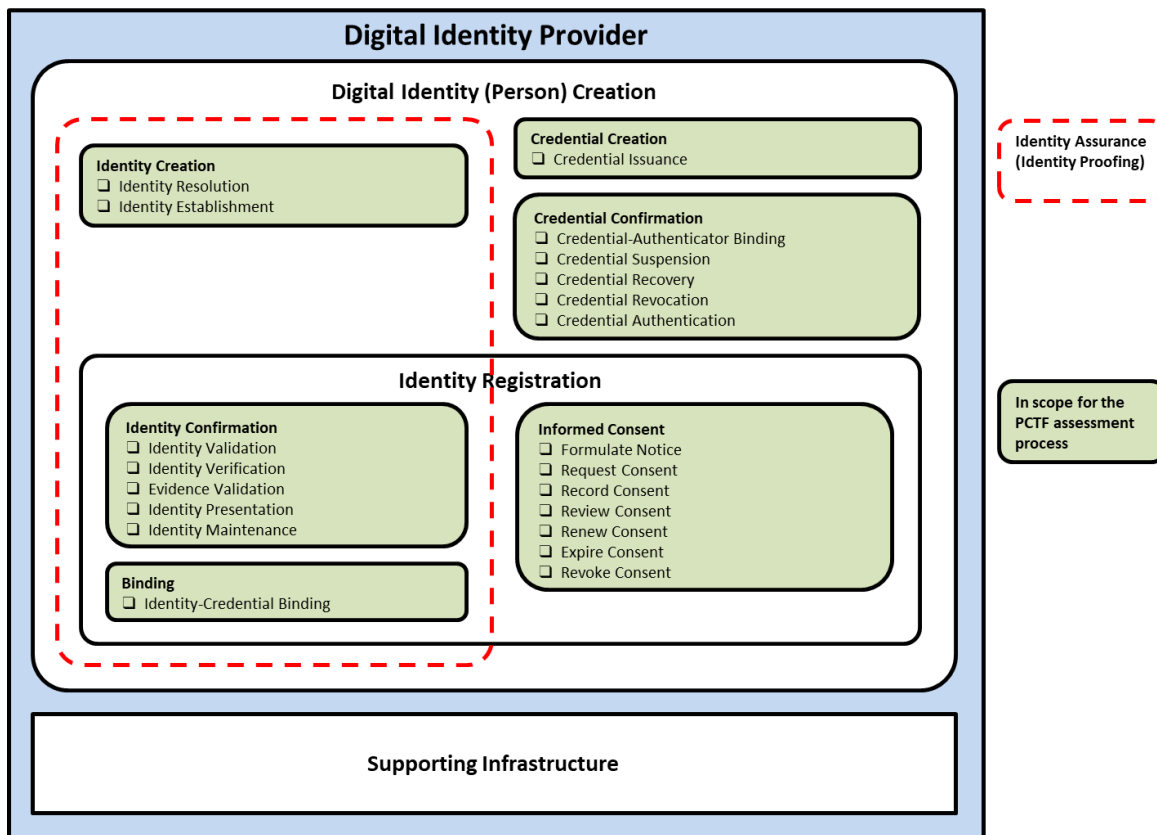 Digital Identity Provider
Digital Identity (Person) Creation
Identity Creation
❑ Identity Resolution
❑ Identity Establishment
Credential Creation
❑ Credential Issuance
Credential Confirmation
❑ Credential-Authenticator Binding
❑ Credential Suspension
❑ Credential Recovery
❑ Credential Revocation
❑ Credential Authentication
Identity Registration
Identity Confirmation
❑ Identity Validation
❑ Identity Verification
❑ Evidence Validation
❑ Identity Presentation
❑ Identity Maintenance
Binding
❑ Identity-Credential Binding
Informed Consent
❑ Formulate Notice
❑ Request Consent
❑ Record Consent
❑ Review Consent
❑ Renew Consent
❑ Expire Consent
❑ Revoke Consent
Supporting Infrastructure
Identity Assurance
(Identity Proofing)
In scope for the
PCTF assessment
process